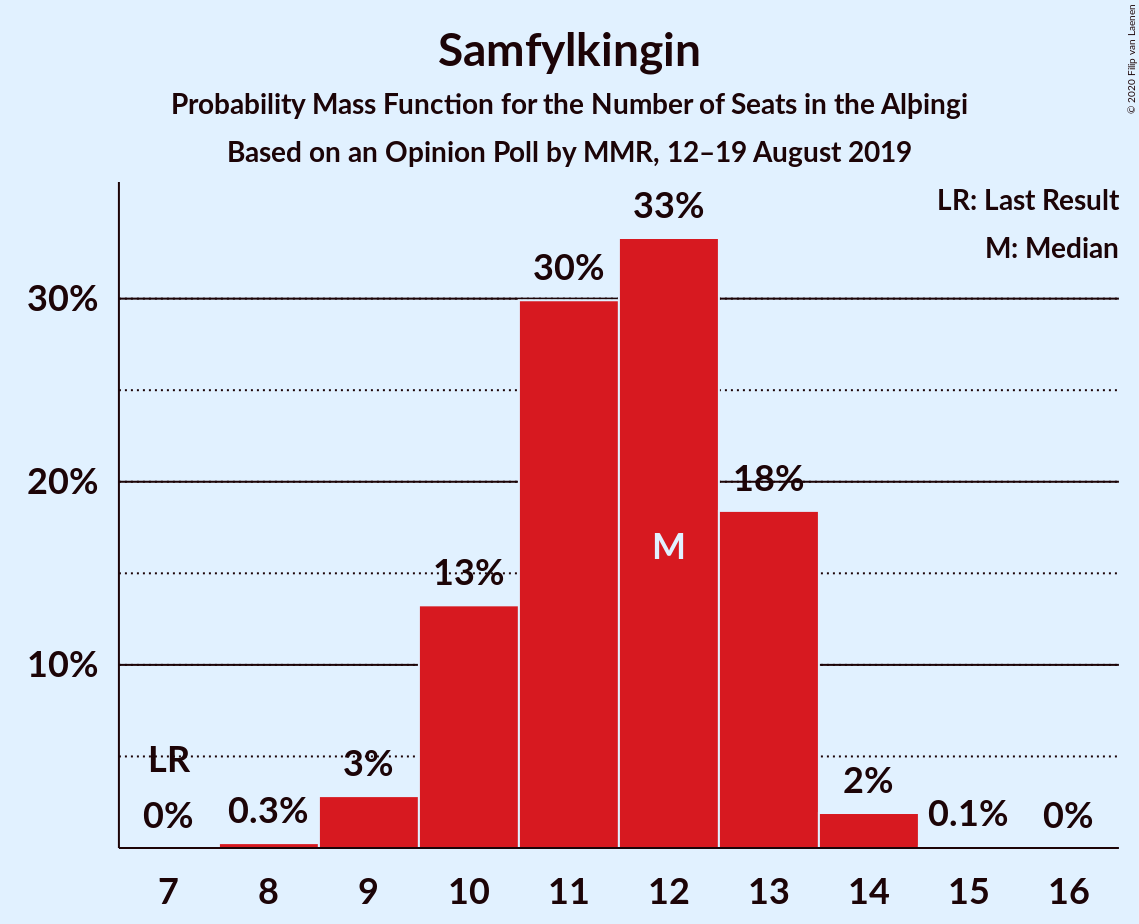 Samfylkingin
Probability Mass Function for the Number of Seats in the Alþingi
Based on an Opinion Poll by MMR, 12–19 August 2019
© 2020 Filip van Laenen
LR: Last Result
M: Median
33%
30%
30%
20%
18%
M
13%
10%
LR
3%
2%
0%
0.3%
0.1%
0%
7 8 9 10 11 12 13 14 15 16